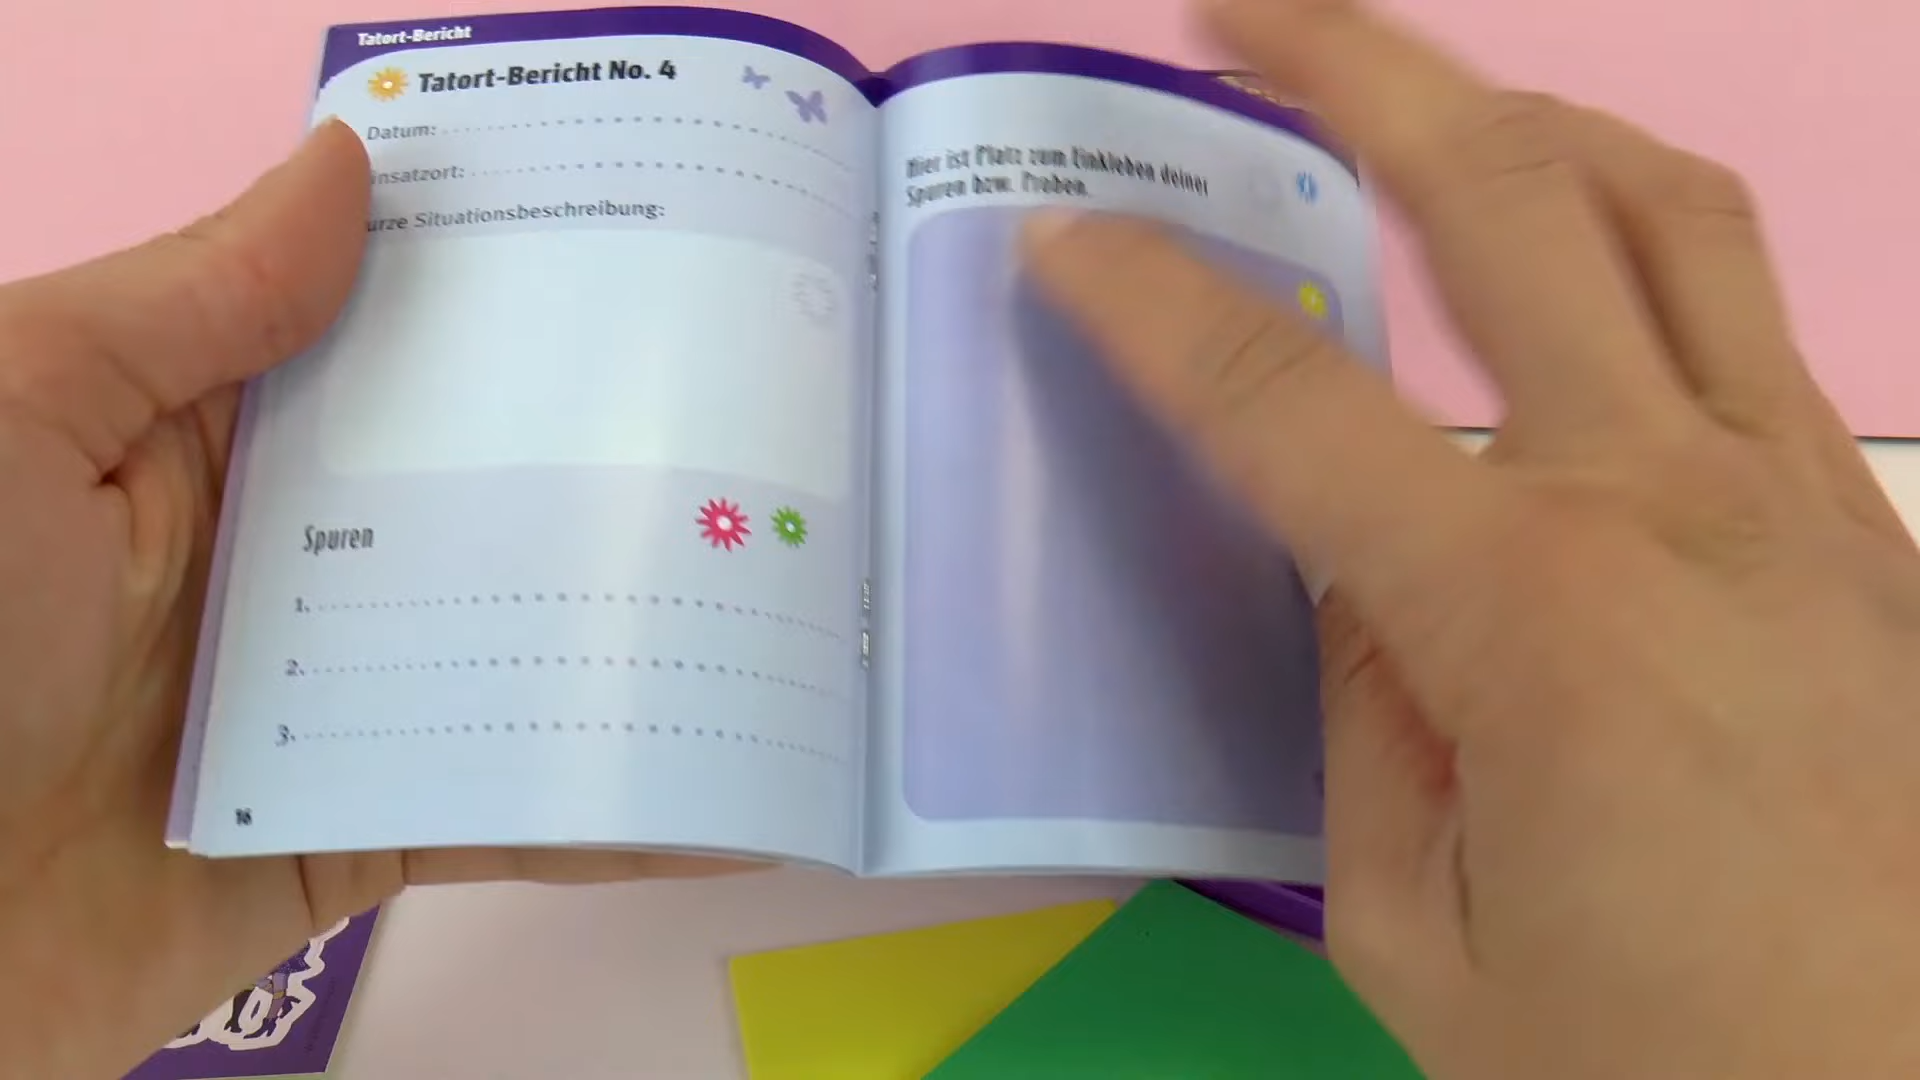 Tatort-Bericht
Tatort-Bericht No. 4
Datum:
insatzort:
urze Situationsbeschreibung:
Spuren
1.
2.
3.
16
Hier ist Platz zum Einkleben deiner
Spuren bzw. Proben.